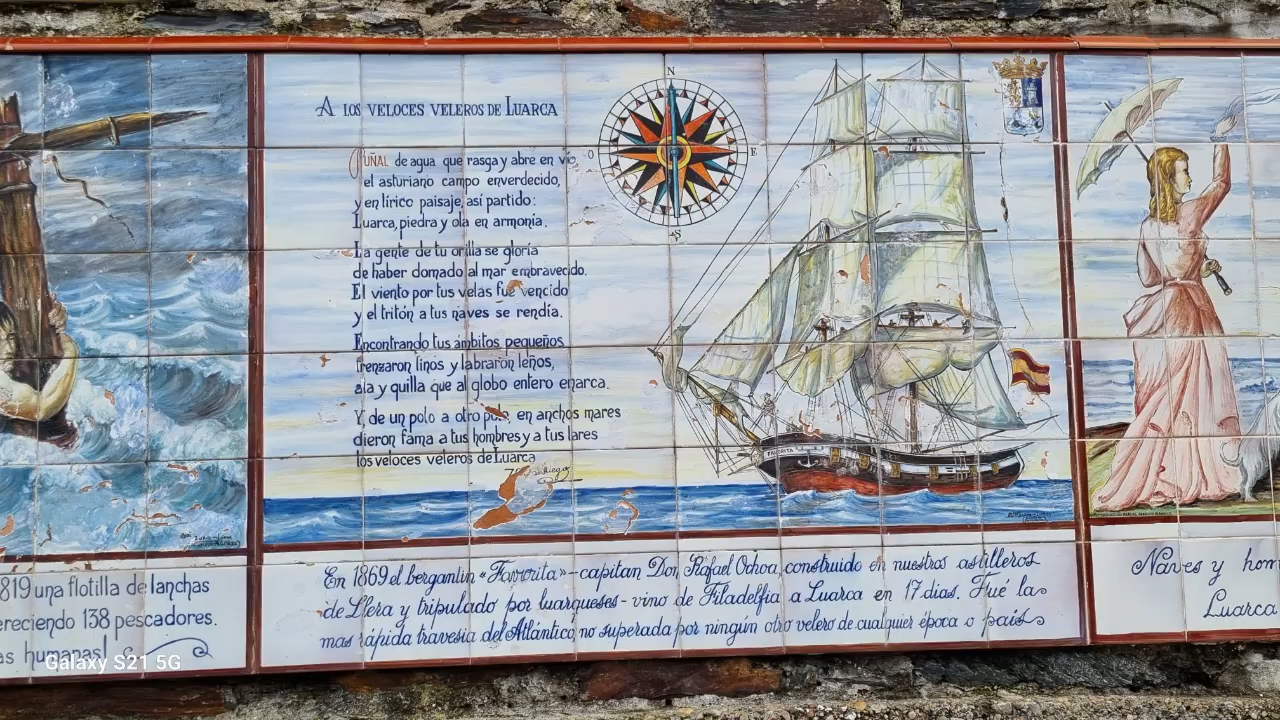 A LOS VELOCES VELEROS DE LUARCA
PUÑAL de agua que rasga y abre en vio
el asturiano campo enverdecido,
y en lírico paisaje, así partido:
Luarca, piedra y ola en armonía.
La gente de tu orilla se gloría
de haber domado al mar embravecido.
El viento por tus velas fué vencido
y el tritón a tus naves se rendía.
Encontrando tus ámbitos pequeños
trenzaron linos y labraron leños,
ala y quilla que al globo entero enarca.
Y, de un polo a otro polo, en anchos mares
dieron fama a tus hombres y a tus lares
los veloces veleros de Luarca
N
O
E
S
FAVORITA
En 1869 el bergantín «Favorita» - capitan Don Rafael Ochoa, construido en nuestros astilleros
de Llera y tripulado por luarqueses - vino de Filadelfia a Luarca en 17 dias. Fué la
mas rápida travesia del Atlántico, no superada por ningún otro velero de cualquier época o país
819 una flotilla de lanchas
ereciendo 138 pescadores.
as humanas!
Naves y hom
Luarca
Galaxy S21 5G